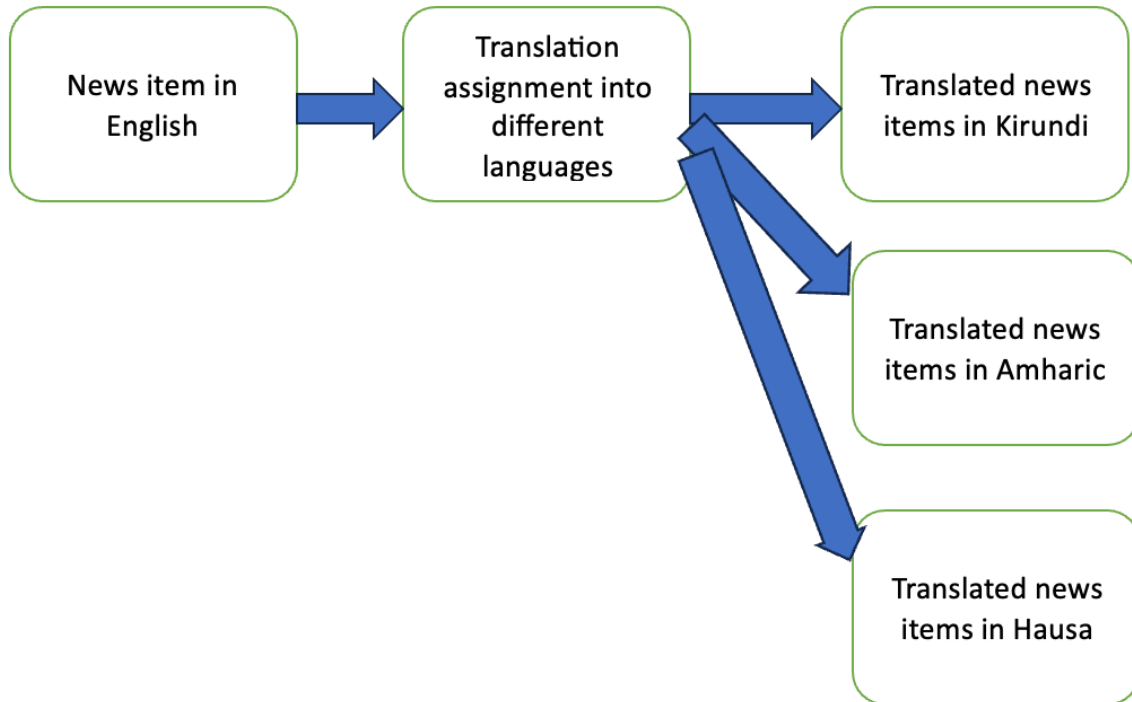 News item in
English
Translation
assignment into
different
languages
Translated news
items in Kirundi
Translated news
items in Amharic
Translated news
items in Hausa